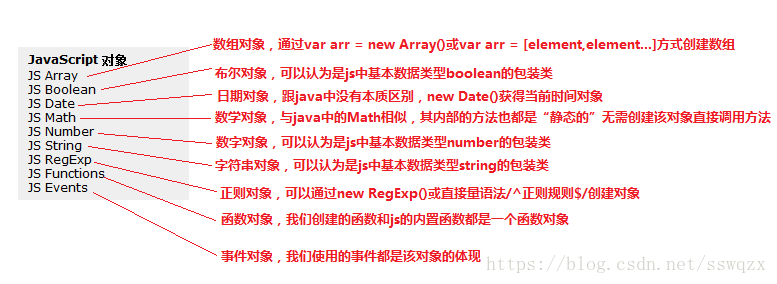 JavaScript 对象
JS Array
JS Boolean
JS Date
JS Math
JS Number
JS String
JS RegExp
JS Functions
JS Events
数组对象，通过var arr = new Array()或var arr = [element,element...]方式创建数组
布尔对象，可以认为是js中基本数据类型boolean的包装类
日期对象，跟java中没有本质区别，new Date()获得当前时间对象
数学对象，与java中的Math相似，其内部的方法也都是“静态的”无需创建该对象直接调用方法
数字对象，可以认为是js中基本数据类型number的包装类
字符串对象，可以认为是js中基本数据类型string的包装类
正则对象，可以通过new RegExp()或直接量语法/^正则规则$/创建对象
函数对象，我们创建的函数和js的内置函数都是一个函数对象
事件对象，我们使用的事件都是该对象的体现
https://blog.csdn.net/sswqzx